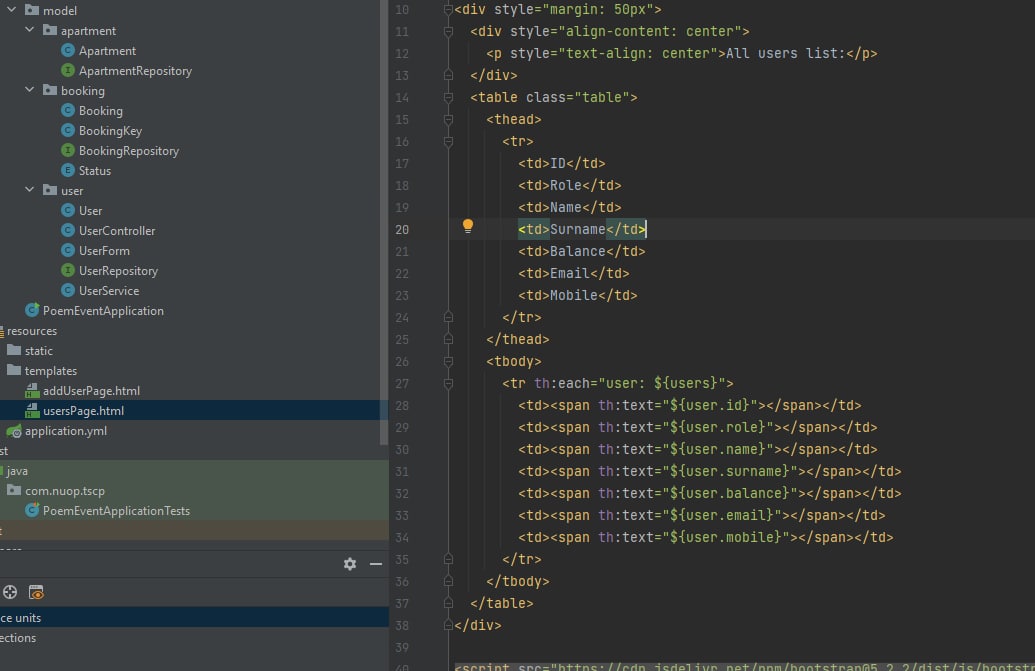 model
apartment
Apartment
ApartmentRepository
booking
Booking
BookingKey
BookingRepository
Status
user
User
UserController
UserForm
UserRepository
UserService
PoemEventApplication
resources
static
templates
addUserPage.html
usersPage.html
application.yml
st
java
com.nuop.tscp
PoemEventApplicationTests
t
ce units
ections
10 <div style="margin: 50px">
11 <div style="align-content: center">
12 <p style="text-align: center">All users list:</p>
13 </div>
14 <table class="table">
15 <thead>
16 <tr>
17 <td>ID</td>
18 <td>Role</td>
19 <td>Name</td>
20 <td>Surname</td>
21 <td>Balance</td>
22 <td>Email</td>
23 <td>Mobile</td>
24 </tr>
25 </thead>
26 <tbody>
27 <tr th:each="user: ${users}">
28 <td><span th:text="${user.id}"></span></td>
29 <td><span th:text="${user.role}"></span></td>
30 <td><span th:text="${user.name}"></span></td>
31 <td><span th:text="${user.surname}"></span></td>
32 <td><span th:text="${user.balance}"></span></td>
33 <td><span th:text="${user.email}"></span></td>
34 <td><span th:text="${user.mobile}"></span></td>
35 </tr>
36 </tbody>
37 </table>
38 </div>
39
40 <script src="https://cdn.jsdelivr.net/npm/bootstrap@5.2.2/dist/js/bootst